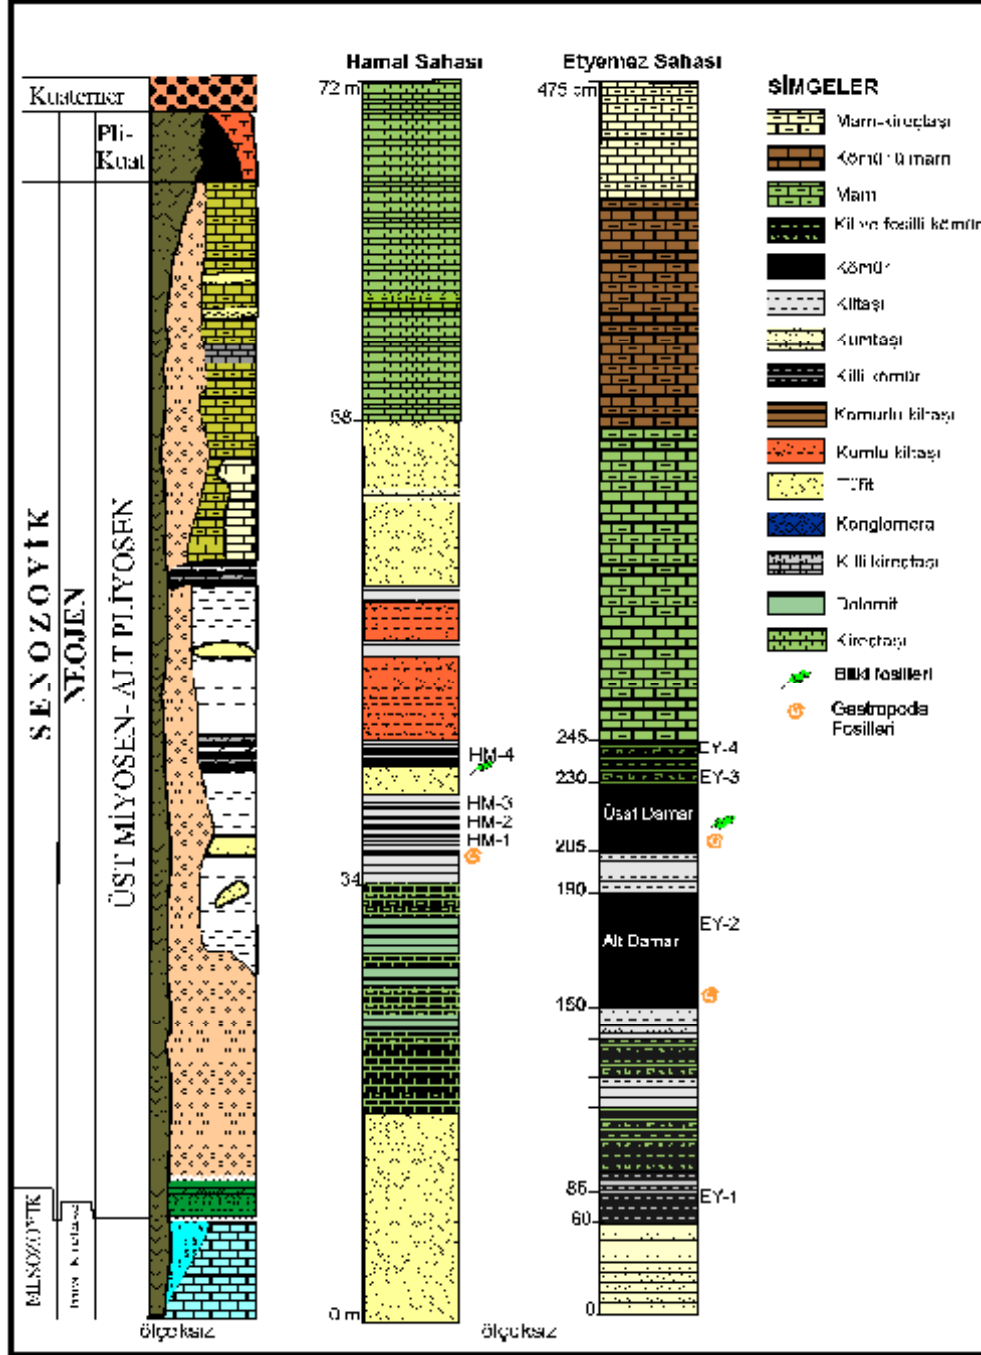 Hamal Sahası
Etyemez Sahası
SİMGELER
Kuaterner
Pli-
Kuat
SENOZOYİK
NEOJEN
ÜST MİYOSEN-ALT PLİYOSEN
72 m
68
34
0 m
HM-4
HM-3
HM-2
HM-1
475 cm
245
230
205
190
150
86
60
0
EY-4
EY-3
EY-2
EY-1
Üst Damar
Alt Damar
Marn-kireçtaşı
Kömürlü marn
Marn
Kil ve fosilli kömür
Kömür
Kiltaşı
Kumtaşı
Killi kömür
Kömürlü kiltaşı
Kumlu kiltaşı
Tüfit
Konglomera
Killi kireçtaşı
Dolomit
Kireçtaşı
Bitki fosilleri
Gastropoda
Fosilleri
ölçeksiz
ölçeksiz